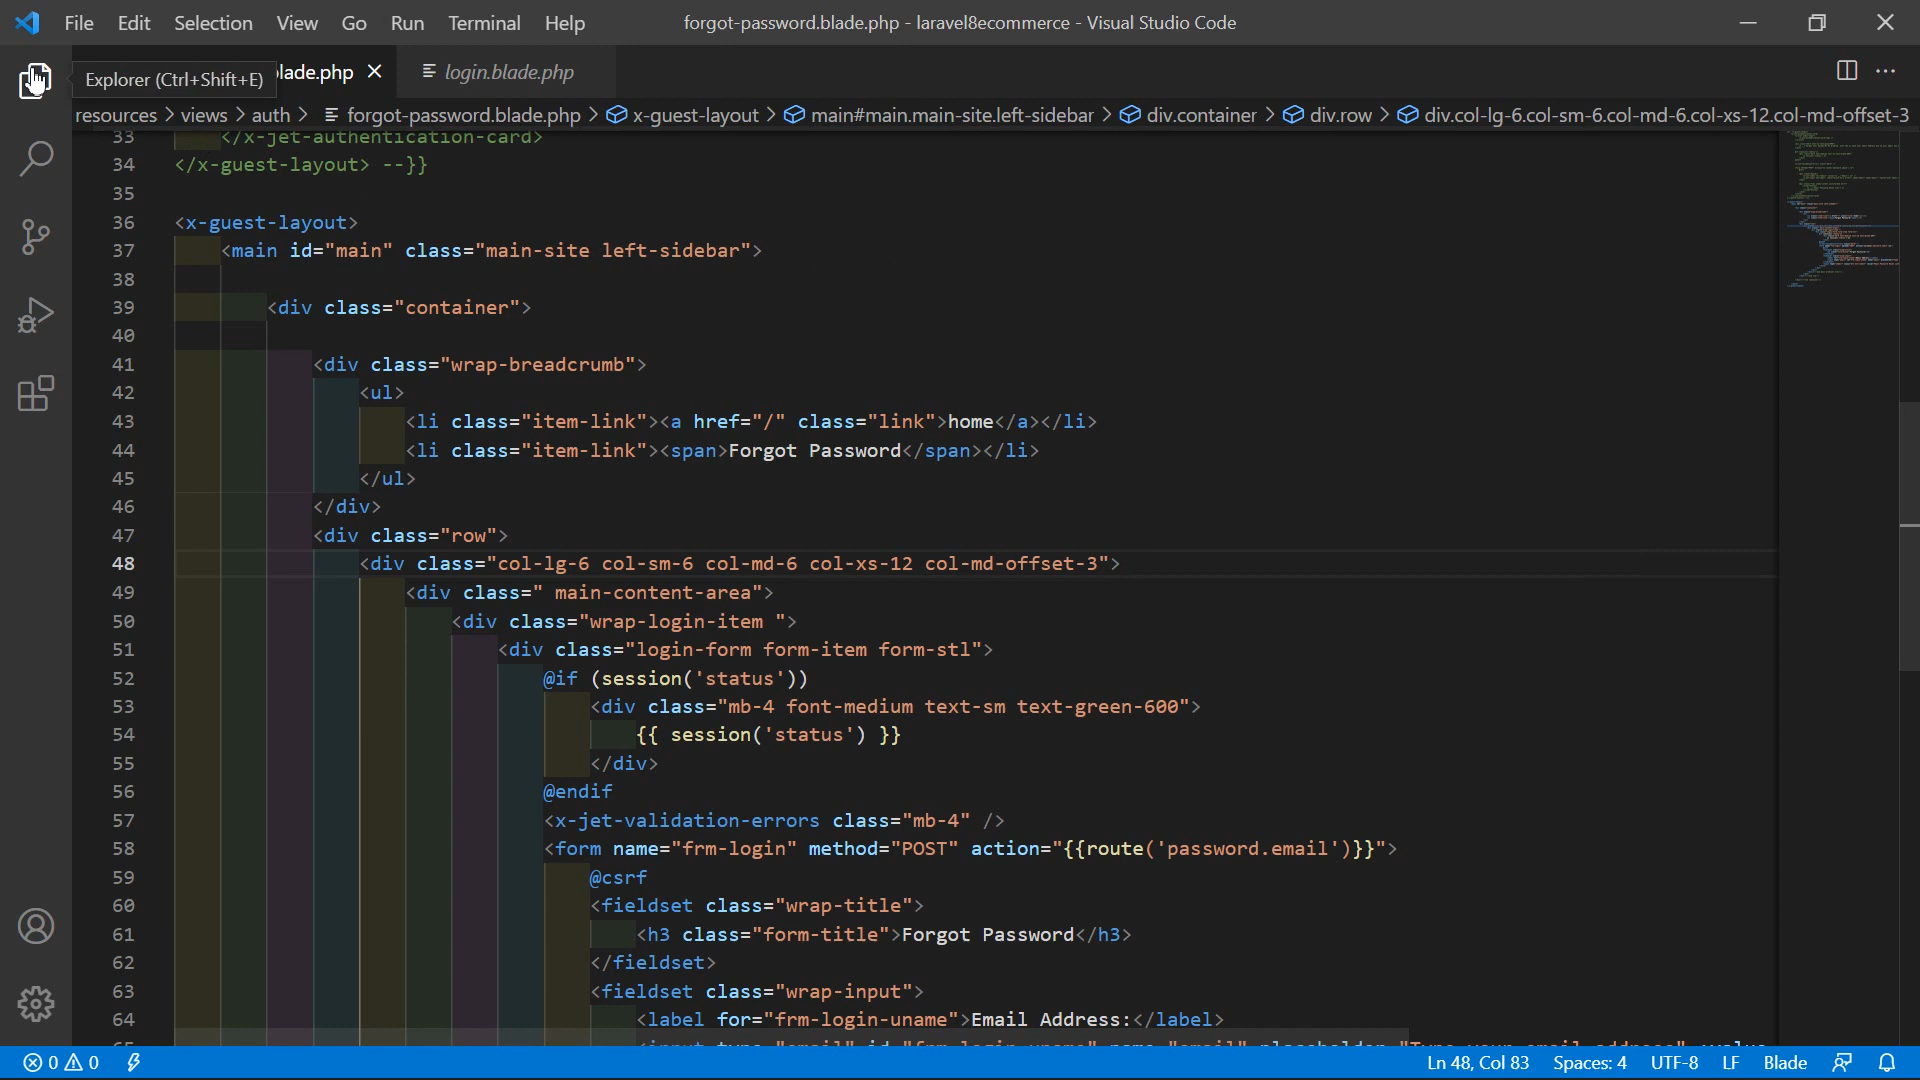 File Edit Selection View Go Run Terminal Help forgot-password.blade.php - laravel8ecommerce - Visual Studio Code
Explorer (Ctrl+Shift+E) lade.php login.blade.php
resources > views > auth > forgot-password.blade.php > x-guest-layout > main#main.main-site.left-sidebar > div.container > div.row > div.col-lg-6.col-sm-6.col-md-6.col-xs-12.col-md-offset-3
33 </x-jet-authentication-card>
34 </x-guest-layout> --}}
35
36 <x-guest-layout>
37 <main id="main" class="main-site left-sidebar">
38
39 <div class="container">
40
41 <div class="wrap-breadcrumb">
42 <ul>
43 <li class="item-link"><a href="/" class="link">home</a></li>
44 <li class="item-link"><span>Forgot Password</span></li>
45 </ul>
46 </div>
47 <div class="row">
48 <div class="col-lg-6 col-sm-6 col-md-6 col-xs-12 col-md-offset-3">
49 <div class=" main-content-area">
50 <div class="wrap-login-item ">
51 <div class="login-form form-item form-stl">
52 @if (session('status'))
53 <div class="mb-4 font-medium text-sm text-green-600">
54 {{ session('status') }}
55 </div>
56 @endif
57 <x-jet-validation-errors class="mb-4" />
58 <form name="frm-login" method="POST" action="{{route('password.email')}}">
59 @csrf
60 <fieldset class="wrap-title">
61 <h3 class="form-title">Forgot Password</h3>
62 </fieldset>
63 <fieldset class="wrap-input">
64 <label for="frm-login-uname">Email Address:</label>
0 0 Ln 48, Col 83 Spaces: 4 UTF-8 LF Blade